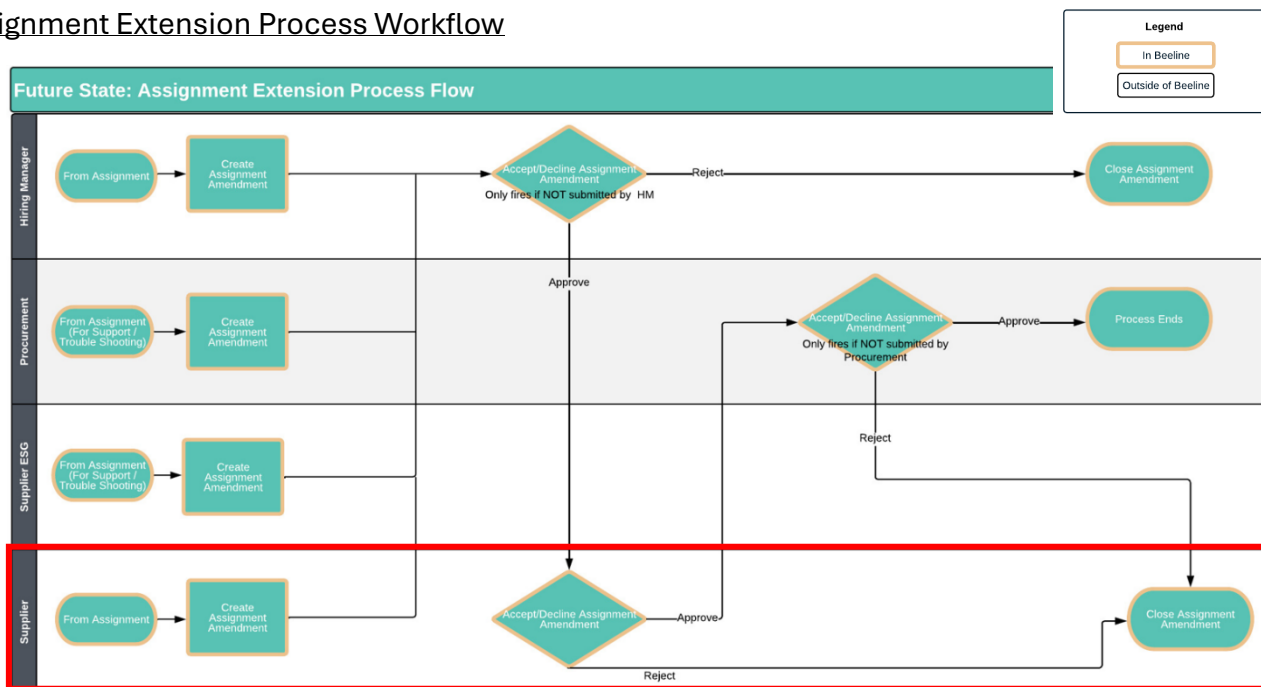 ignment Extension Process Workflow
Legend
In Beeline
Outside of Beeline
Future State: Assignment Extension Process Flow
Hiring Manager
From Assignment
Create
Assignment
Amendment
Accept/Decline Assignment
Amendment
Only fires if NOT submitted by HM
Reject
Close Assignment
Amendment
Approve
Procurement
From Assignment
(For Support /
Trouble Shooting)
Create
Assignment
Amendment
Accept/Decline Assignment
Amendment
Only fires if NOT submitted by
Procurement
Approve
Process Ends
Reject
Supplier ESG
From Assignment
(For Support /
Trouble Shooting)
Create
Assignment
Amendment
Supplier
From Assignment
Create
Assignment
Amendment
Accept/Decline Assignment
Amendment
Approve
Reject
Close Assignment
Amendment